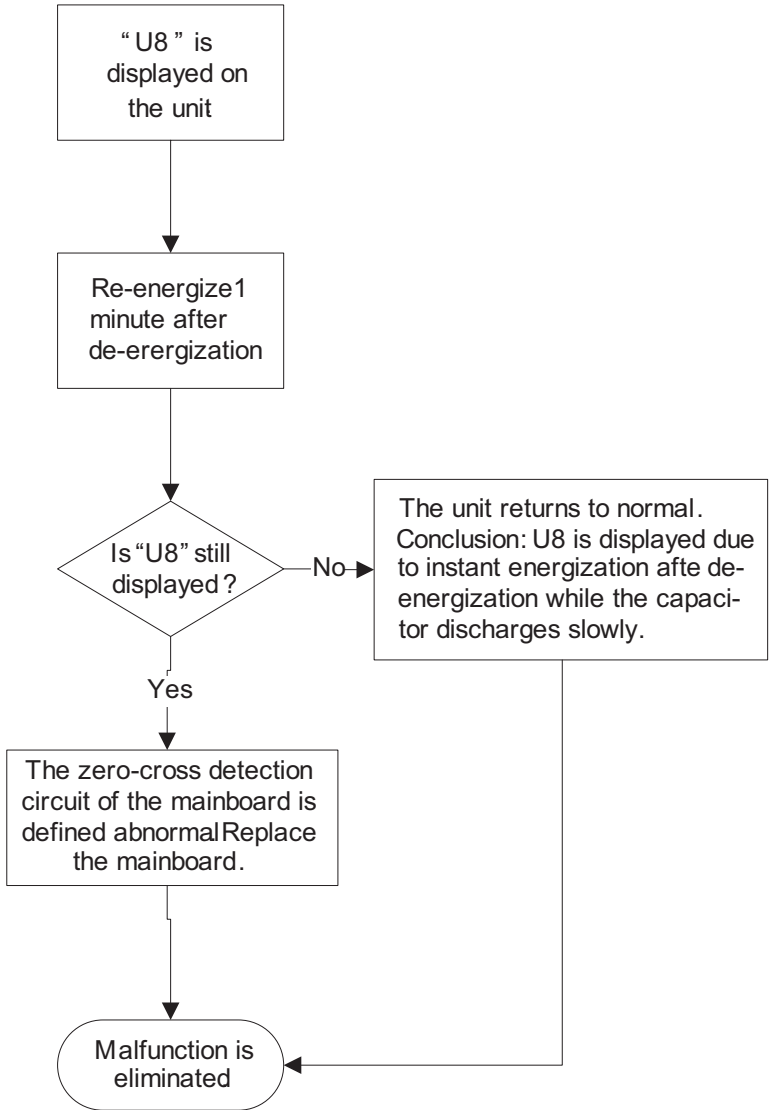 “U8” is
displayed on
the unit
Re-energize1
minute after
de-erergization
Is “U8” still
displayed?
No
The unit returns to normal.
Conclusion: U8 is displayed due
to instant energization afte de-
energization while the capaci-
tor discharges slowly.
Yes
The zero-cross detection
circuit of the mainboard is
defined abnormal.Replace
the mainboard.
Malfunction is
eliminated